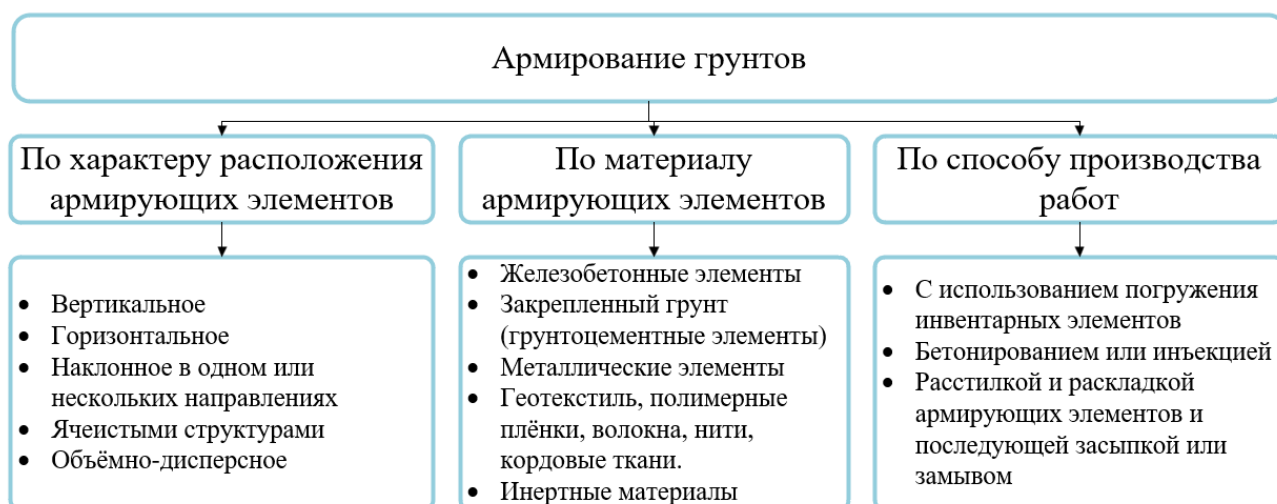 Армирование грунтов
По характеру расположения
армирующих элементов
По материалу
армирующих элементов
По способу производства
работ
• Вертикальное
• Горизонтальное
• Наклонное в одном или
нескольких направлениях
• Ячеистыми структурами
• Объёмно-дисперсное
• Железобетонные элементы
• Закрепленный грунт
(грунтоцементные элементы)
• Металлические элементы
• Геотекстиль, полимерные
плёнки, волокна, нити,
кордовые ткани.
• Инертные материалы
• С использованием погружения
инвентарных элементов
• Бетонированием или инъекцией
• Расстилкой и раскладкой
армирующих элементов и
последующей засыпкой или
замывом